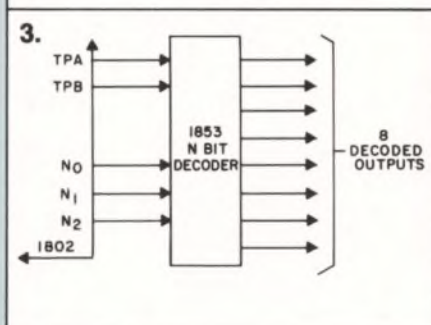 3.
TPA
TPB
N0
N1
N2
1802
1853
N BIT
DECODER
8
DECODED
OUTPUTS